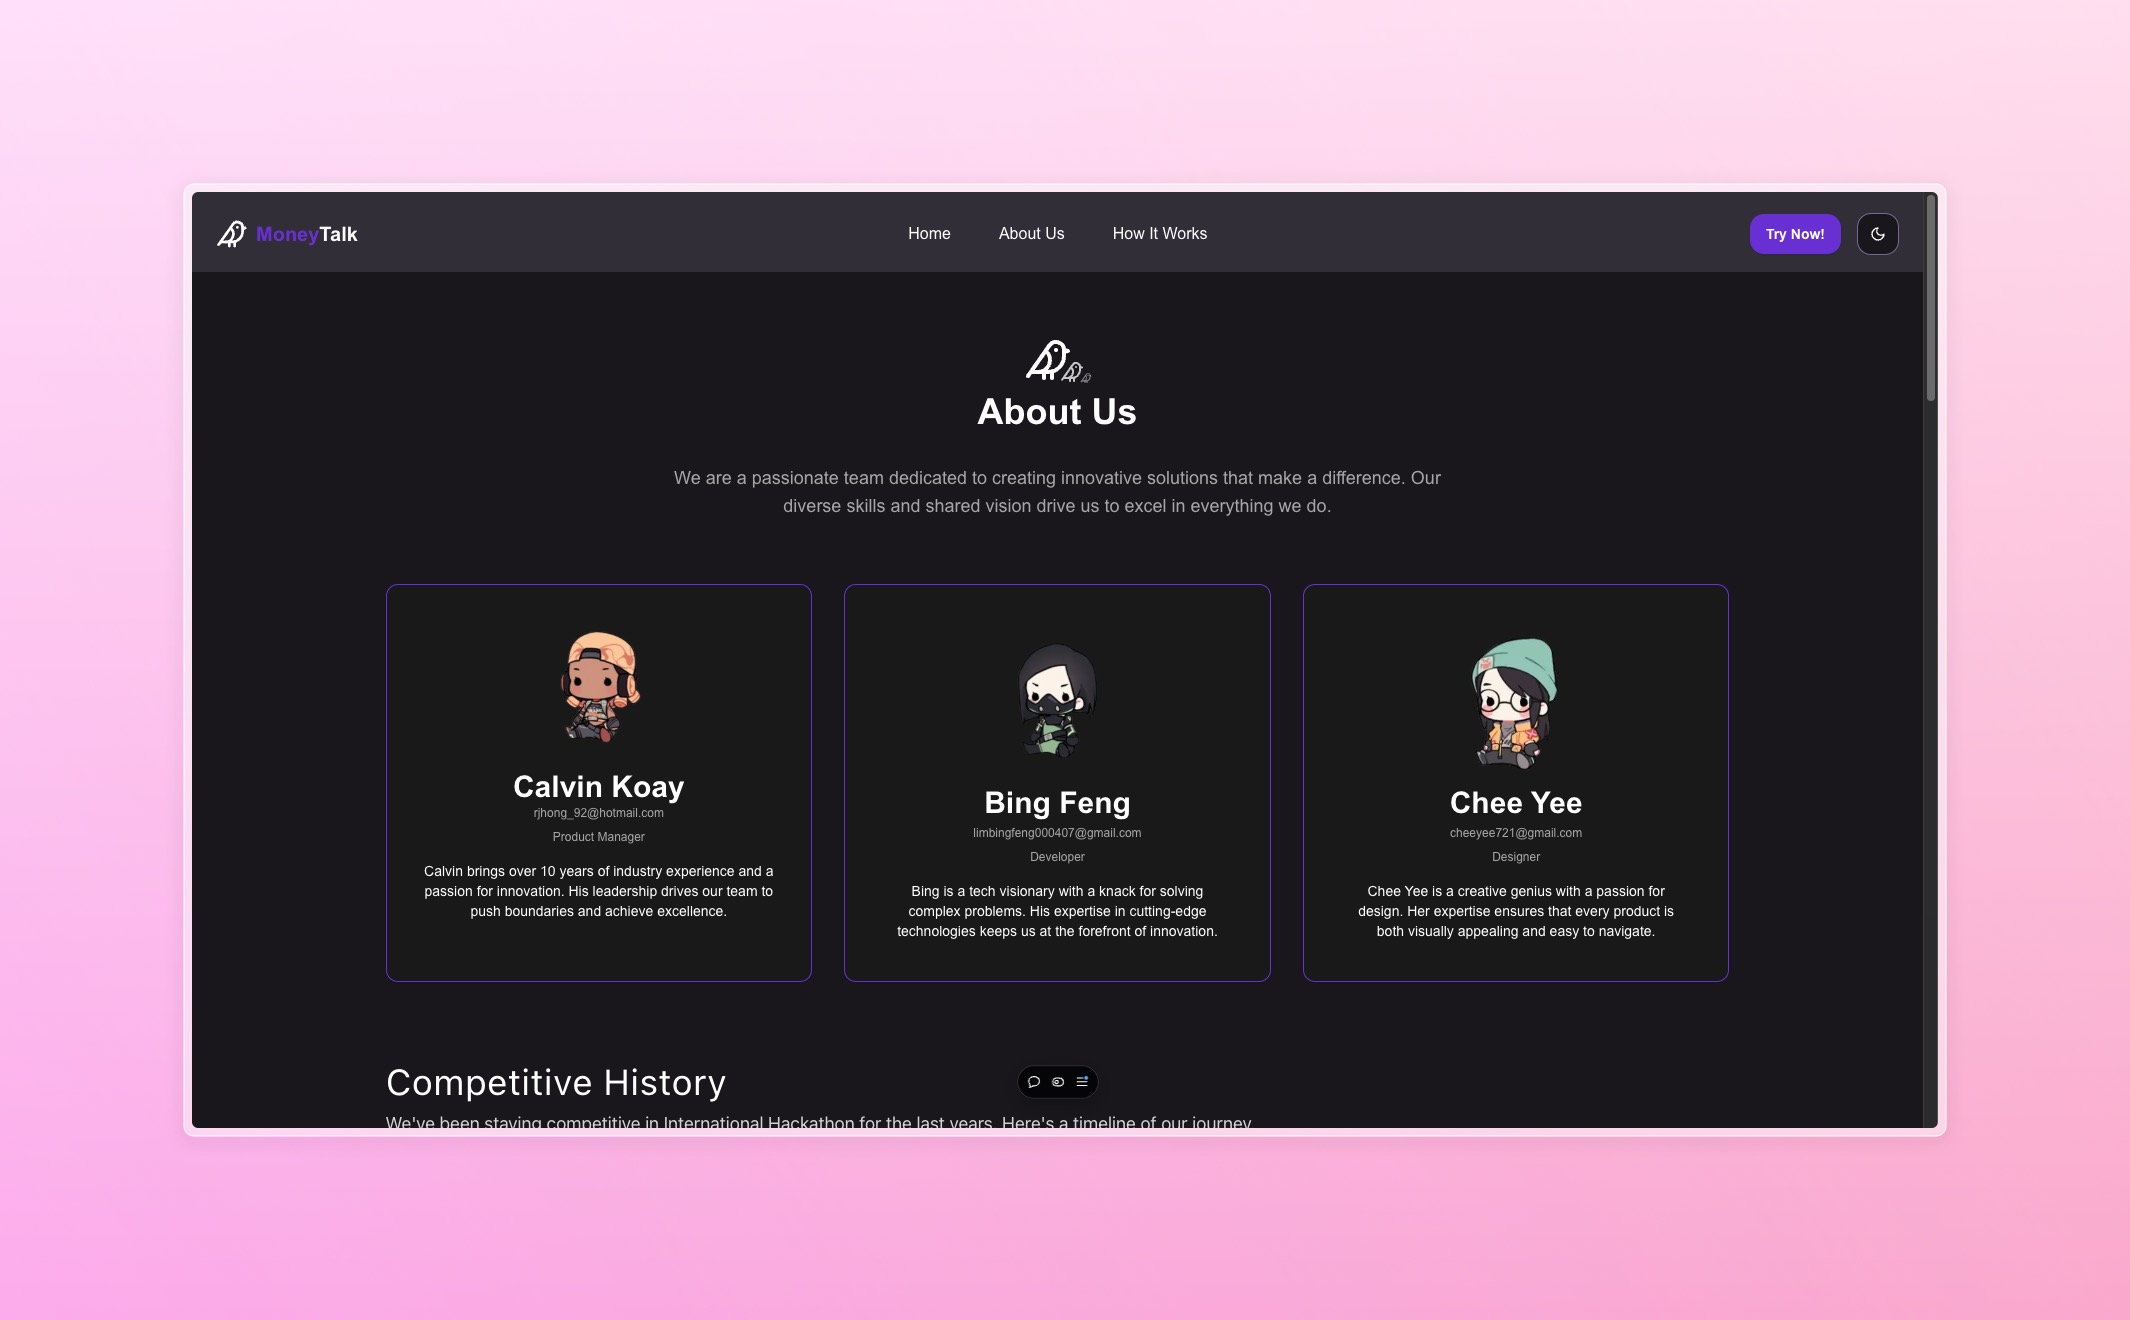 MoneyTalk
Home
About Us
How It Works
Try Now!
About Us
We are a passionate team dedicated to creating innovative solutions that make a difference. Our
diverse skills and shared vision drive us to excel in everything we do.
Calvin Koay
rjhong_92@hotmail.com
Product Manager
Calvin brings over 10 years of industry experience and a
passion for innovation. His leadership drives our team to
push boundaries and achieve excellence.
Bing Feng
limbingfeng000407@gmail.com
Developer
Bing is a tech visionary with a knack for solving
complex problems. His expertise in cutting-edge
technologies keeps us at the forefront of innovation.
Chee Yee
cheeyee721@gmail.com
Designer
Chee Yee is a creative genius with a passion for
design. Her expertise ensures that every product is
both visually appealing and easy to navigate.
Competitive History
We've been staying competitive in International Hackathon for the last years. Here's a timeline of our journey